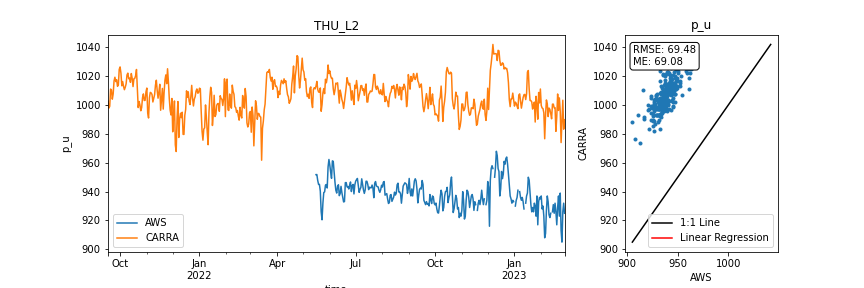 THU_L2
p_u
1040
1020
1000
980
960
940
920
900
p_u
AWS
CARRA
Oct
Jan
2022
Apr
Jul
Oct
Jan
2023
time
p_u
1040
1020
1000
980
960
940
920
900
CARRA
RMSE: 69.48
ME: 69.08
1:1 Line
Linear Regression
900
950
1000
AWS